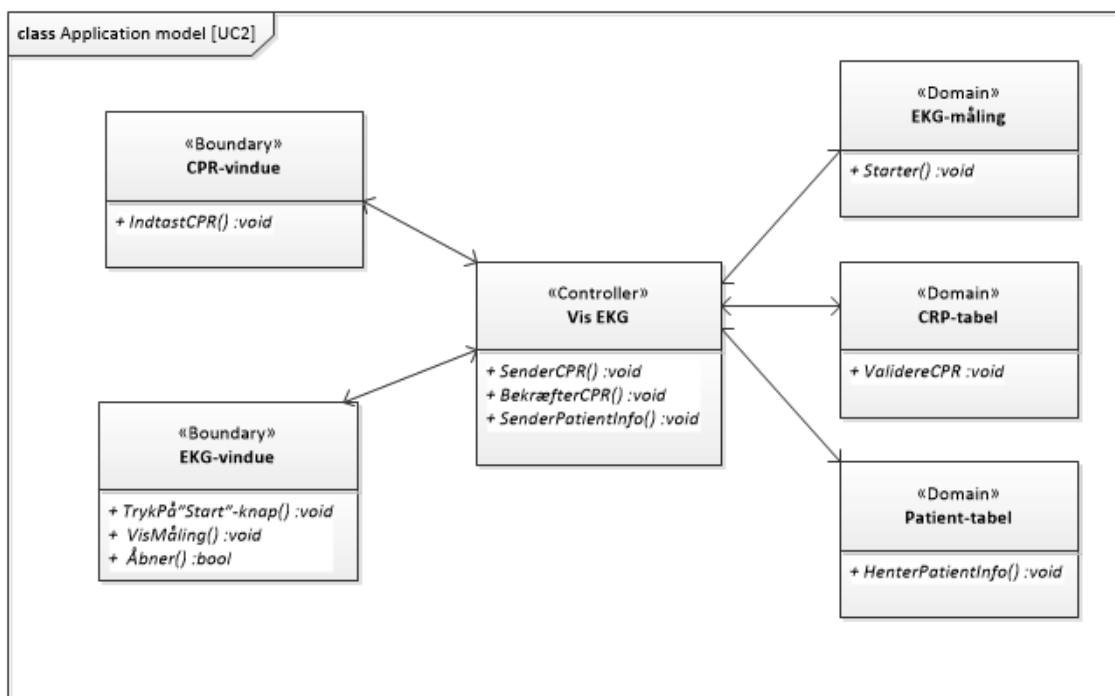 class Application model [UC2]
«Boundary»
CPR-vindue
+ IndtastCPR() :void
«Boundary»
EKG-vindue
+ TrykPå”Start”-knap() :void
+ VisMåling() :void
+ Åbner() :bool
«Controller»
Vis EKG
+ SenderCPR() :void
+ BekræfterCPR() :void
+ SenderPatientInfo() :void
«Domain»
EKG-måling
+ Starter() :void
«Domain»
CRP-tabel
+ ValidereCPR :void
«Domain»
Patient-tabel
+ HenterPatientInfo() :void